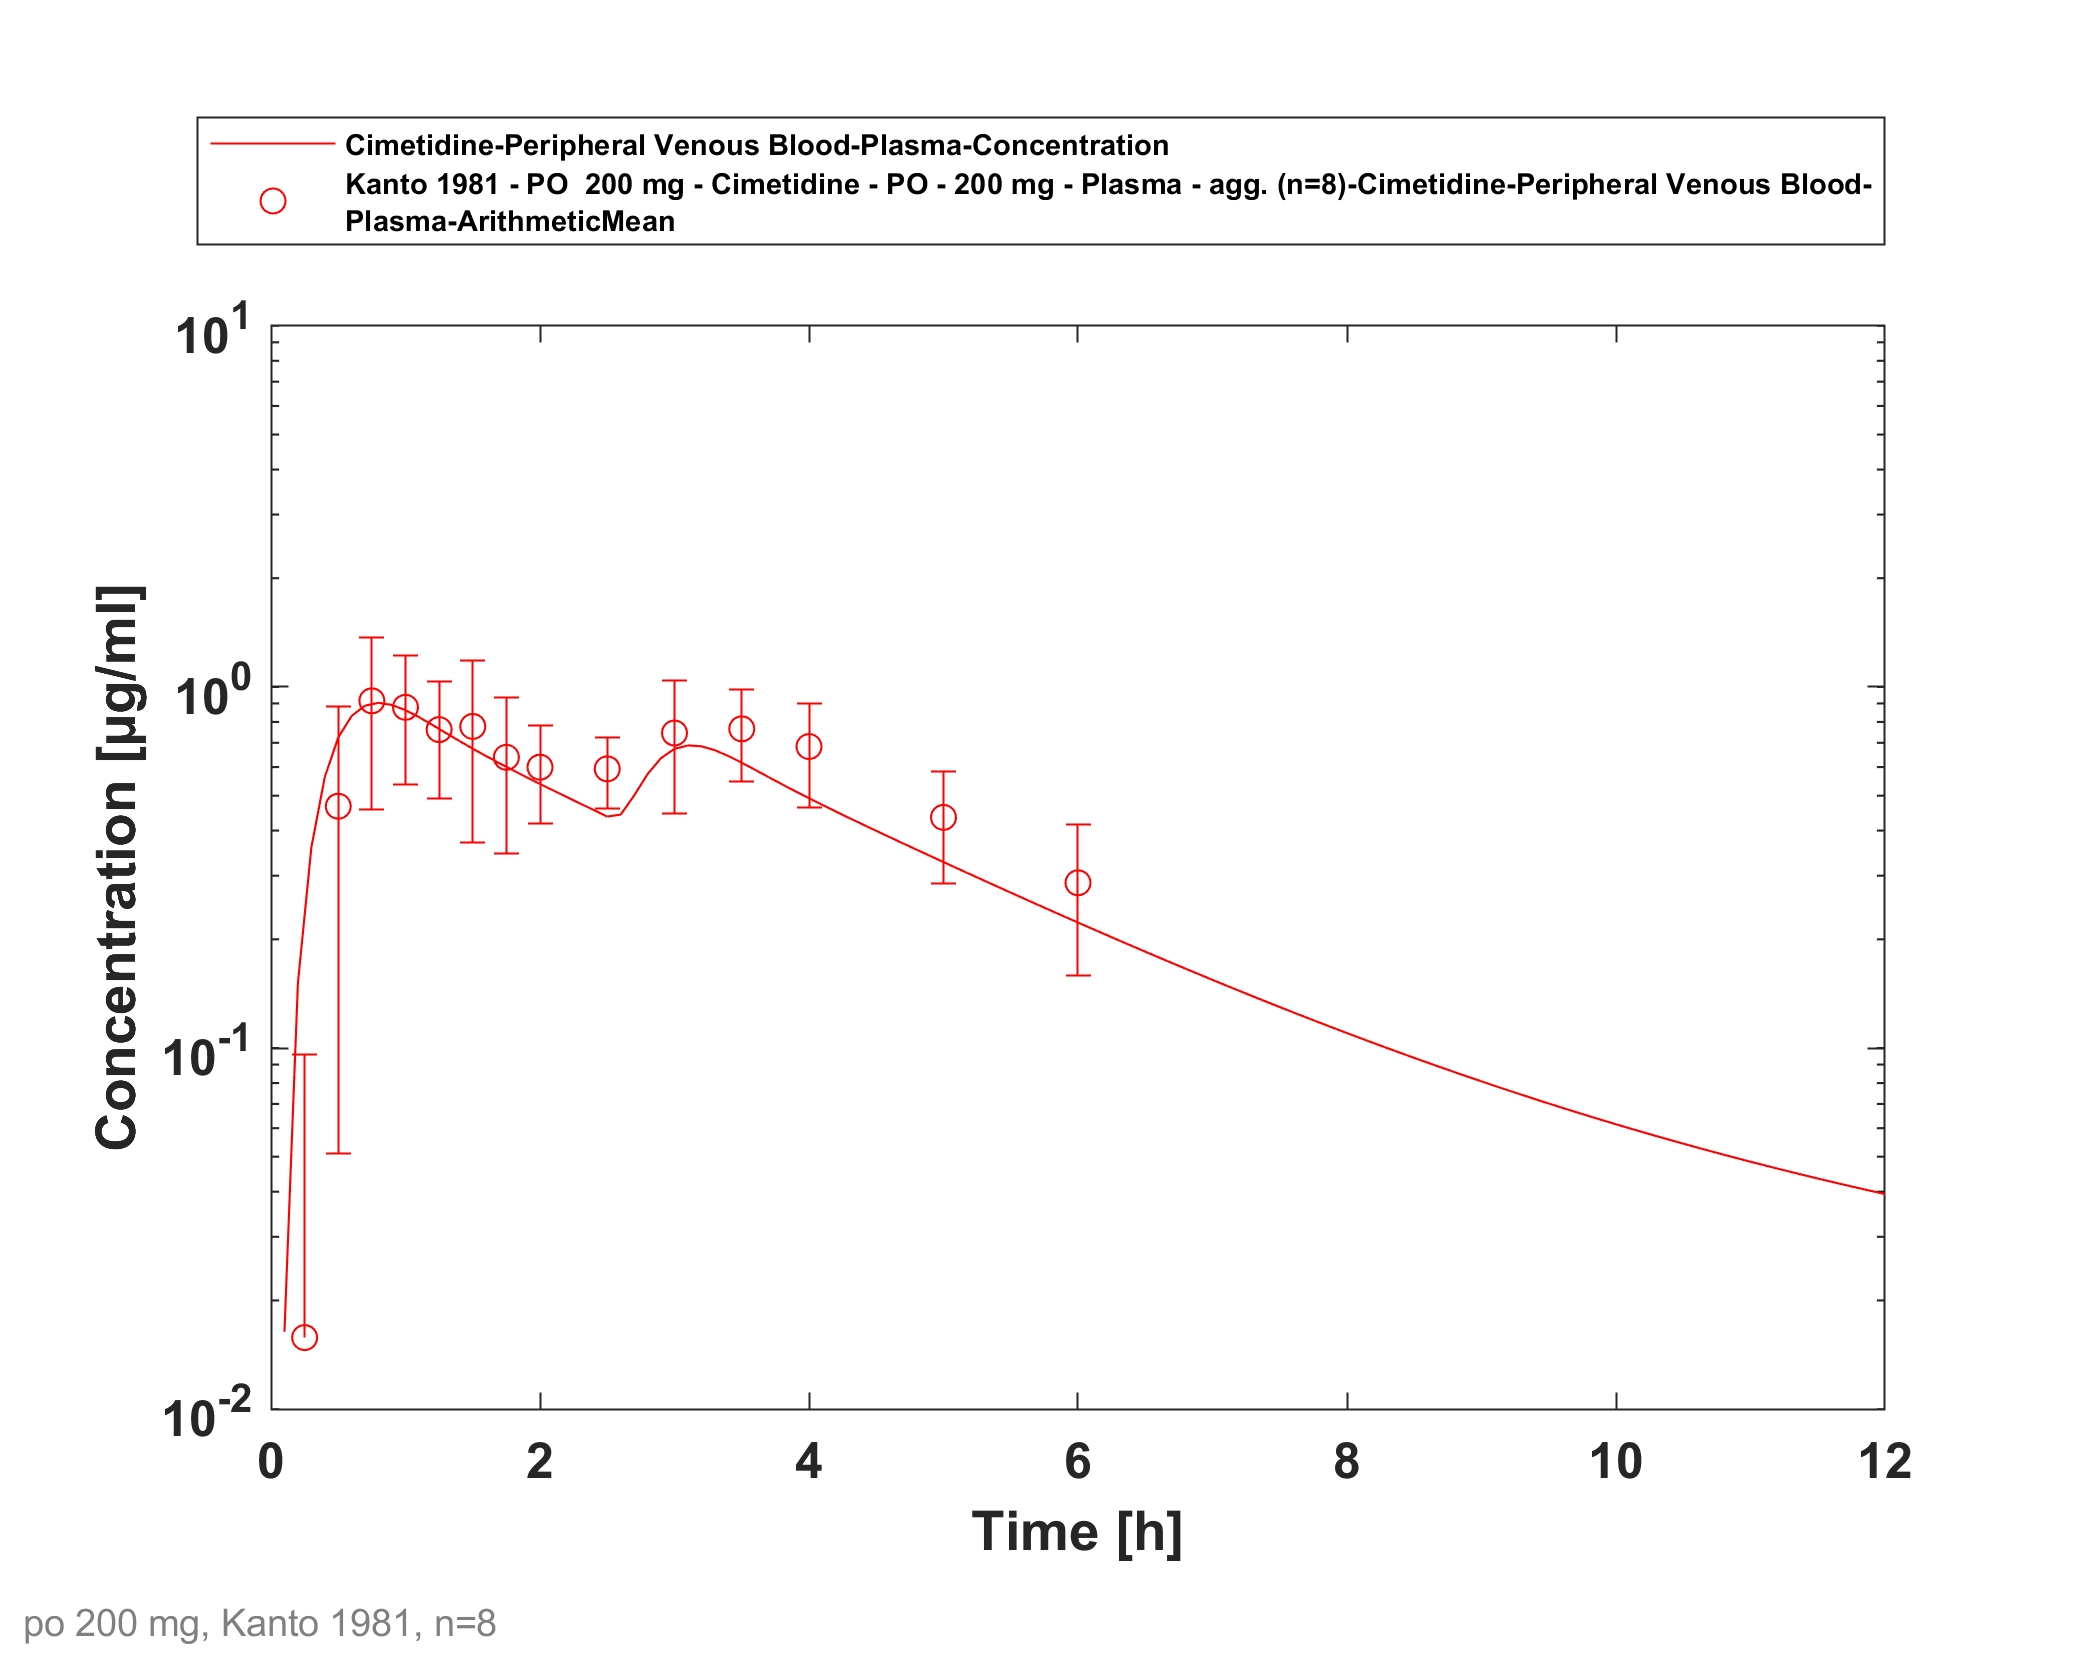 Cimetidine-Peripheral Venous Blood-Plasma-Concentration
Kanto 1981 - PO  200 mg - Cimetidine - PO - 200 mg - Plasma - agg. (n=8)-Cimetidine-Peripheral Venous Blood-
Plasma-ArithmeticMean
10^1
10^0
10^-1
10^-2
Concentration [µg/ml]
0 2 4 6 8 10 12
Time [h]
po 200 mg, Kanto 1981, n=8